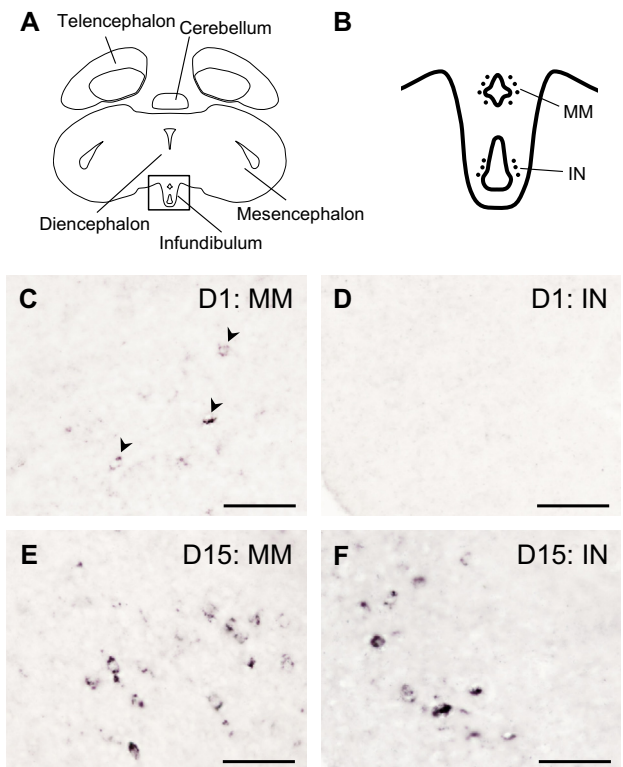 A
Telencephalon
Cerebellum
Diencephalon
Mesencephalon
Infundibulum
B
MM
IN
C
D1: MM
D
D1: IN
E
D15: MM
F
D15: IN